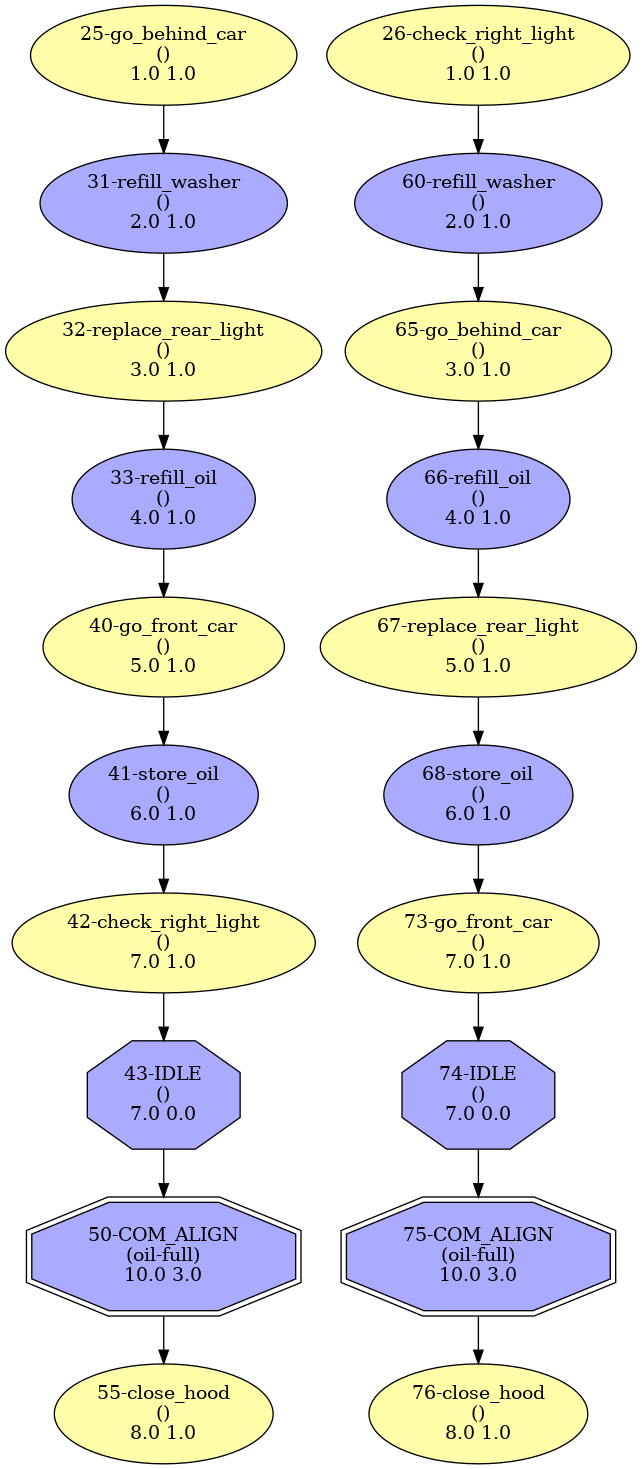 25-go_behind_car
()
1.0 1.0
31-refill_washer
()
2.0 1.0
32-replace_rear_light
()
3.0 1.0
33-refill_oil
()
4.0 1.0
40-go_front_car
()
5.0 1.0
41-store_oil
()
6.0 1.0
42-check_right_light
()
7.0 1.0
43-IDLE
()
7.0 0.0
50-COM_ALIGN
(oil-full)
10.0 3.0
55-close_hood
()
8.0 1.0
26-check_right_light
()
1.0 1.0
60-refill_washer
()
2.0 1.0
65-go_behind_car
()
3.0 1.0
66-refill_oil
()
4.0 1.0
67-replace_rear_light
()
5.0 1.0
68-store_oil
()
6.0 1.0
73-go_front_car
()
7.0 1.0
74-IDLE
()
7.0 0.0
75-COM_ALIGN
(oil-full)
10.0 3.0
76-close_hood
()
8.0 1.0